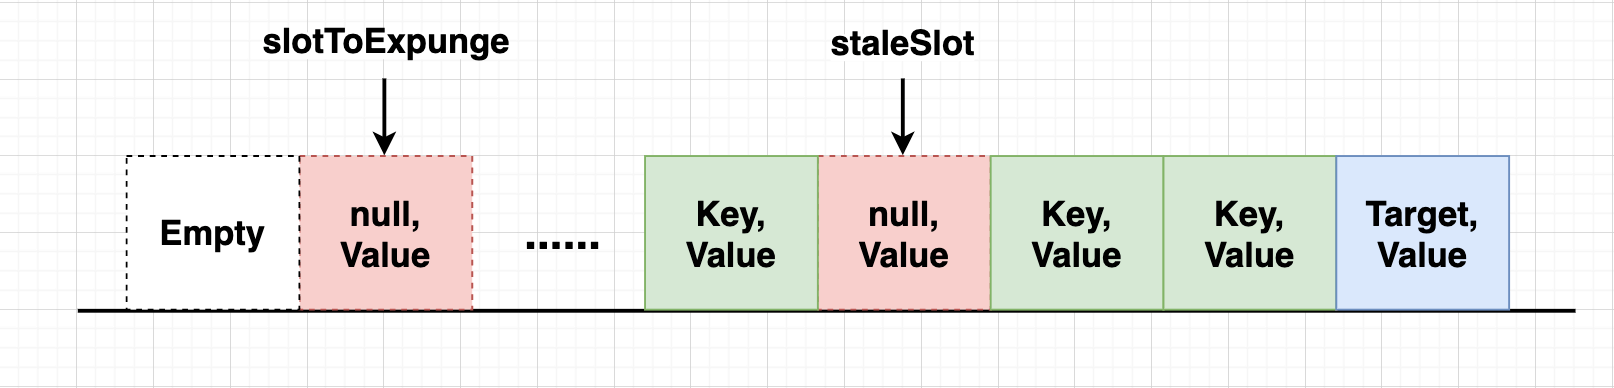 slotToExpunge
staleSlot
Empty
null,
Value
......
Key,
Value
null,
Value
Key,
Value
Key,
Value
Target,
Value